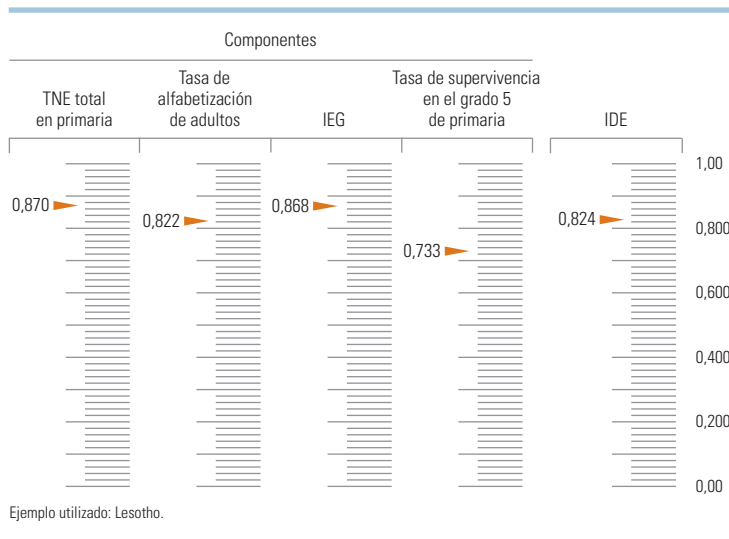 Componentes
TNE total
en primaria
Tasa de
alfabetización
de adultos
IEG
Tasa de supervivencia
en el grado 5
de primaria
IDE
1,00
0,870
0,822
0,868
0,733
0,824
0,800
0,600
0,400
0,200
0,00
Ejemplo utilizado: Lesotho.